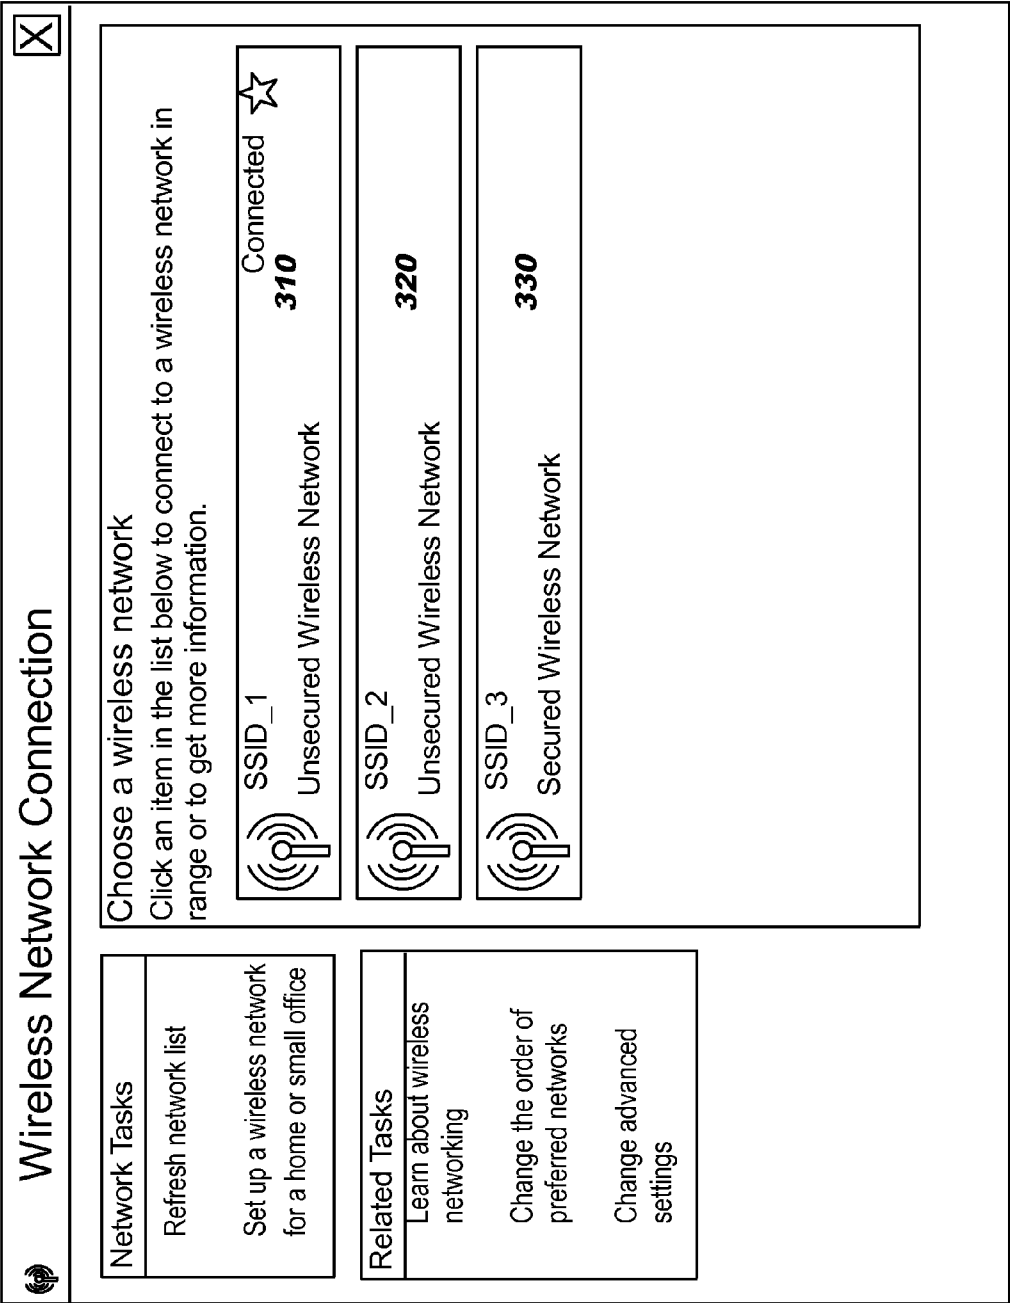 Wireless Network Connection
X
Network Tasks
Refresh network list
Set up a wireless network
for a home or small office
Related Tasks
Learn about wireless
networking
Change the order of
preferred networks
Change advanced
settings
Choose a wireless network
Click an item in the list below to connect to a wireless network in
range or to get more information.
SSID_1 Connected
310
Unsecured Wireless Network
SSID_2
320
Unsecured Wireless Network
SSID_3
330
Secured Wireless Network